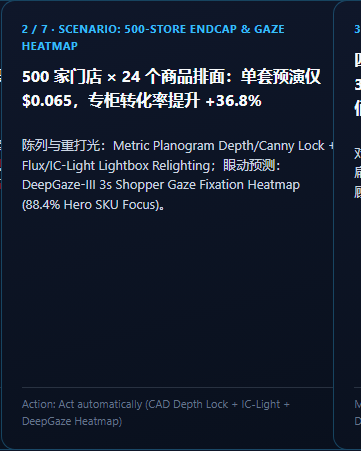 2 / 7 · SCENARIO: 500-STORE ENDCAP & GAZE
HEATMAP
500 家门店 × 24 个商品排面：单套预演仅
$0.065，专柜转化率提升 +36.8%
陈列与重打光：Metric Planogram Depth/Canny Lock +
Flux/IC-Light Lightbox Relighting；眼动预测：
DeepGaze-III 3s Shopper Gaze Fixation Heatmap
(88.4% Hero SKU Focus)。
Action: Act automatically (CAD Depth Lock + IC-Light +
DeepGaze Heatmap)